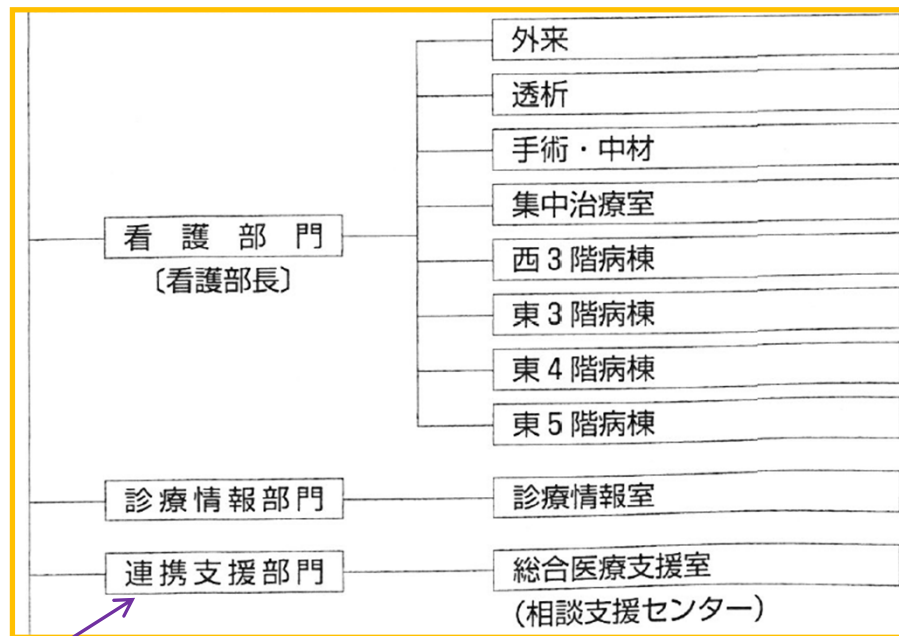 外来
透析
手術・中材
集中治療室
看護部門
〔看護部長〕
西3階病棟
東3階病棟
東4階病棟
東5階病棟
診療情報部門
診療情報室
連携支援部門
総合医療支援室
(相談支援センター)